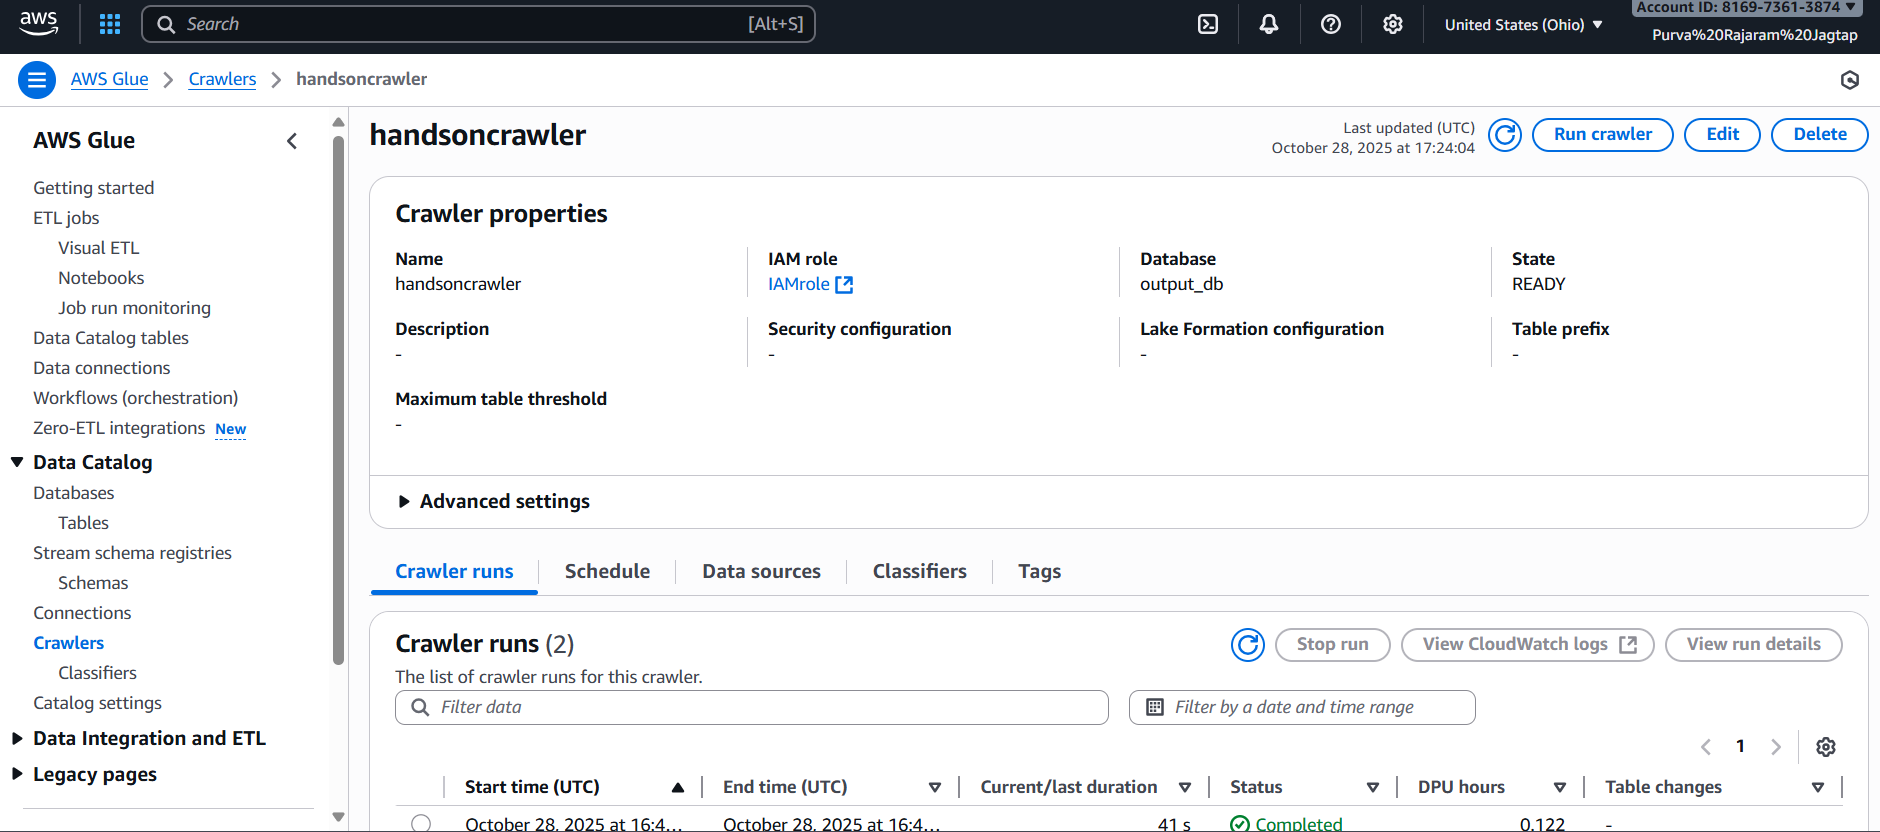 aws
Search
[Alt+S]
United States (Ohio)
Account ID: 8169-7361-3874
Purva%20Rajaram%20Jagtap
AWS Glue
Crawlers
handsoncrawler
AWS Glue
Getting started
ETL jobs
Visual ETL
Notebooks
Job run monitoring
Data Catalog tables
Data connections
Workflows (orchestration)
Zero-ETL integrations New
Data Catalog
Databases
Tables
Stream schema registries
Schemas
Connections
Crawlers
Classifiers
Catalog settings
Data Integration and ETL
Legacy pages
handsoncrawler
Last updated (UTC)
October 28, 2025 at 17:24:04
Run crawler
Edit
Delete
Crawler properties
Name
handsoncrawler
IAM role
IAMrole
Database
output_db
State
READY
Description
-
Security configuration
-
Lake Formation configuration
-
Table prefix
-
Maximum table threshold
-
Advanced settings
Crawler runs
Schedule
Data sources
Classifiers
Tags
Crawler runs (2)
The list of crawler runs for this crawler.
Stop run
View CloudWatch logs
View run details
Filter data
Filter by a date and time range
1
Start time (UTC)
End time (UTC)
Current/last duration
Status
DPU hours
Table changes
October 28, 2025 at 16:4...
October 28, 2025 at 16:4...
41 s
Completed
0.122
-